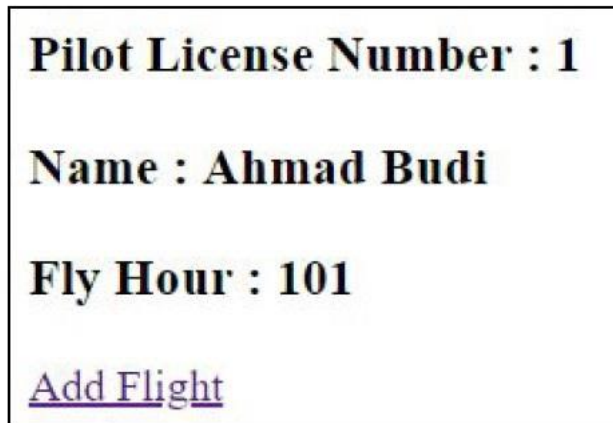 Pilot License Number : 1
Name : Ahmad Budi
Fly Hour : 101
Add Flight